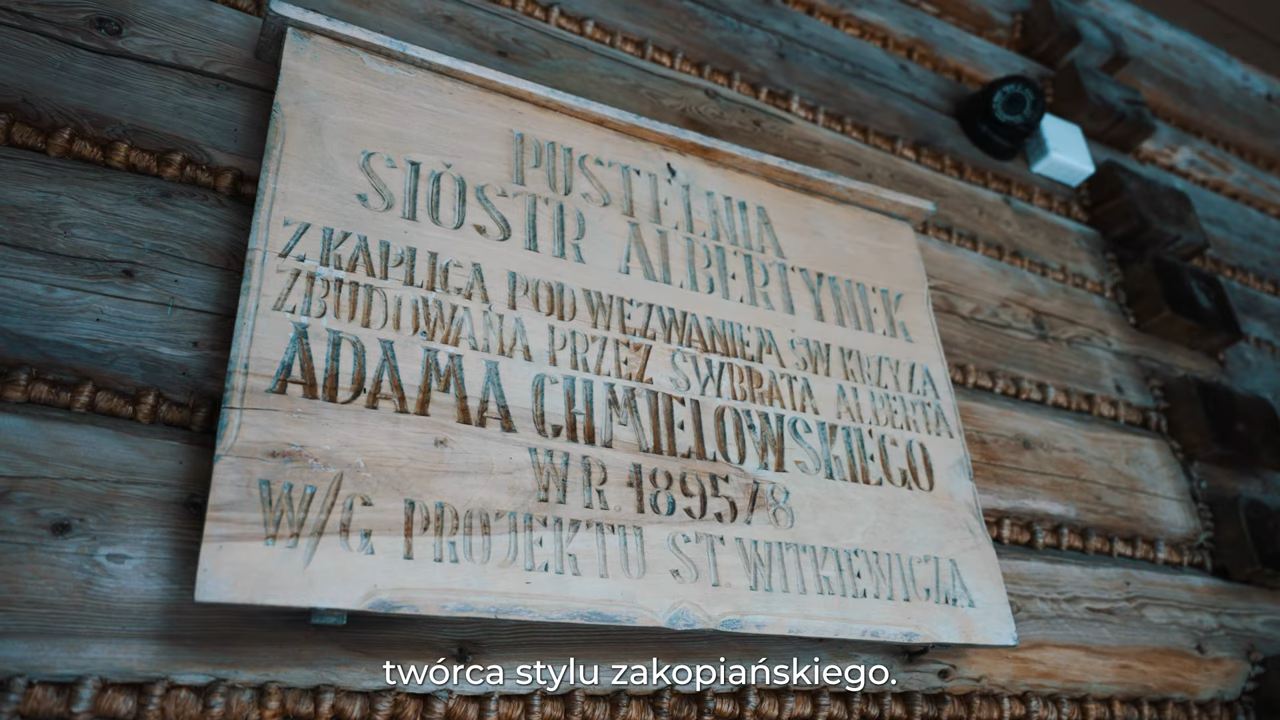 PUSTELNIA
SIÓSTR ALBERTYNEK
Z KAPLICĄ POD WEZWANIEM ŚW KRZYŻA
ZBUDOWANA PRZEZ ŚW BRATA ALBERTA
ADAMA CHMIELOWSKIEGO
W R. 1895/8
W/G PROJEKTU ST. WITKIEWICZA
twórca stylu zakopiańskiego.